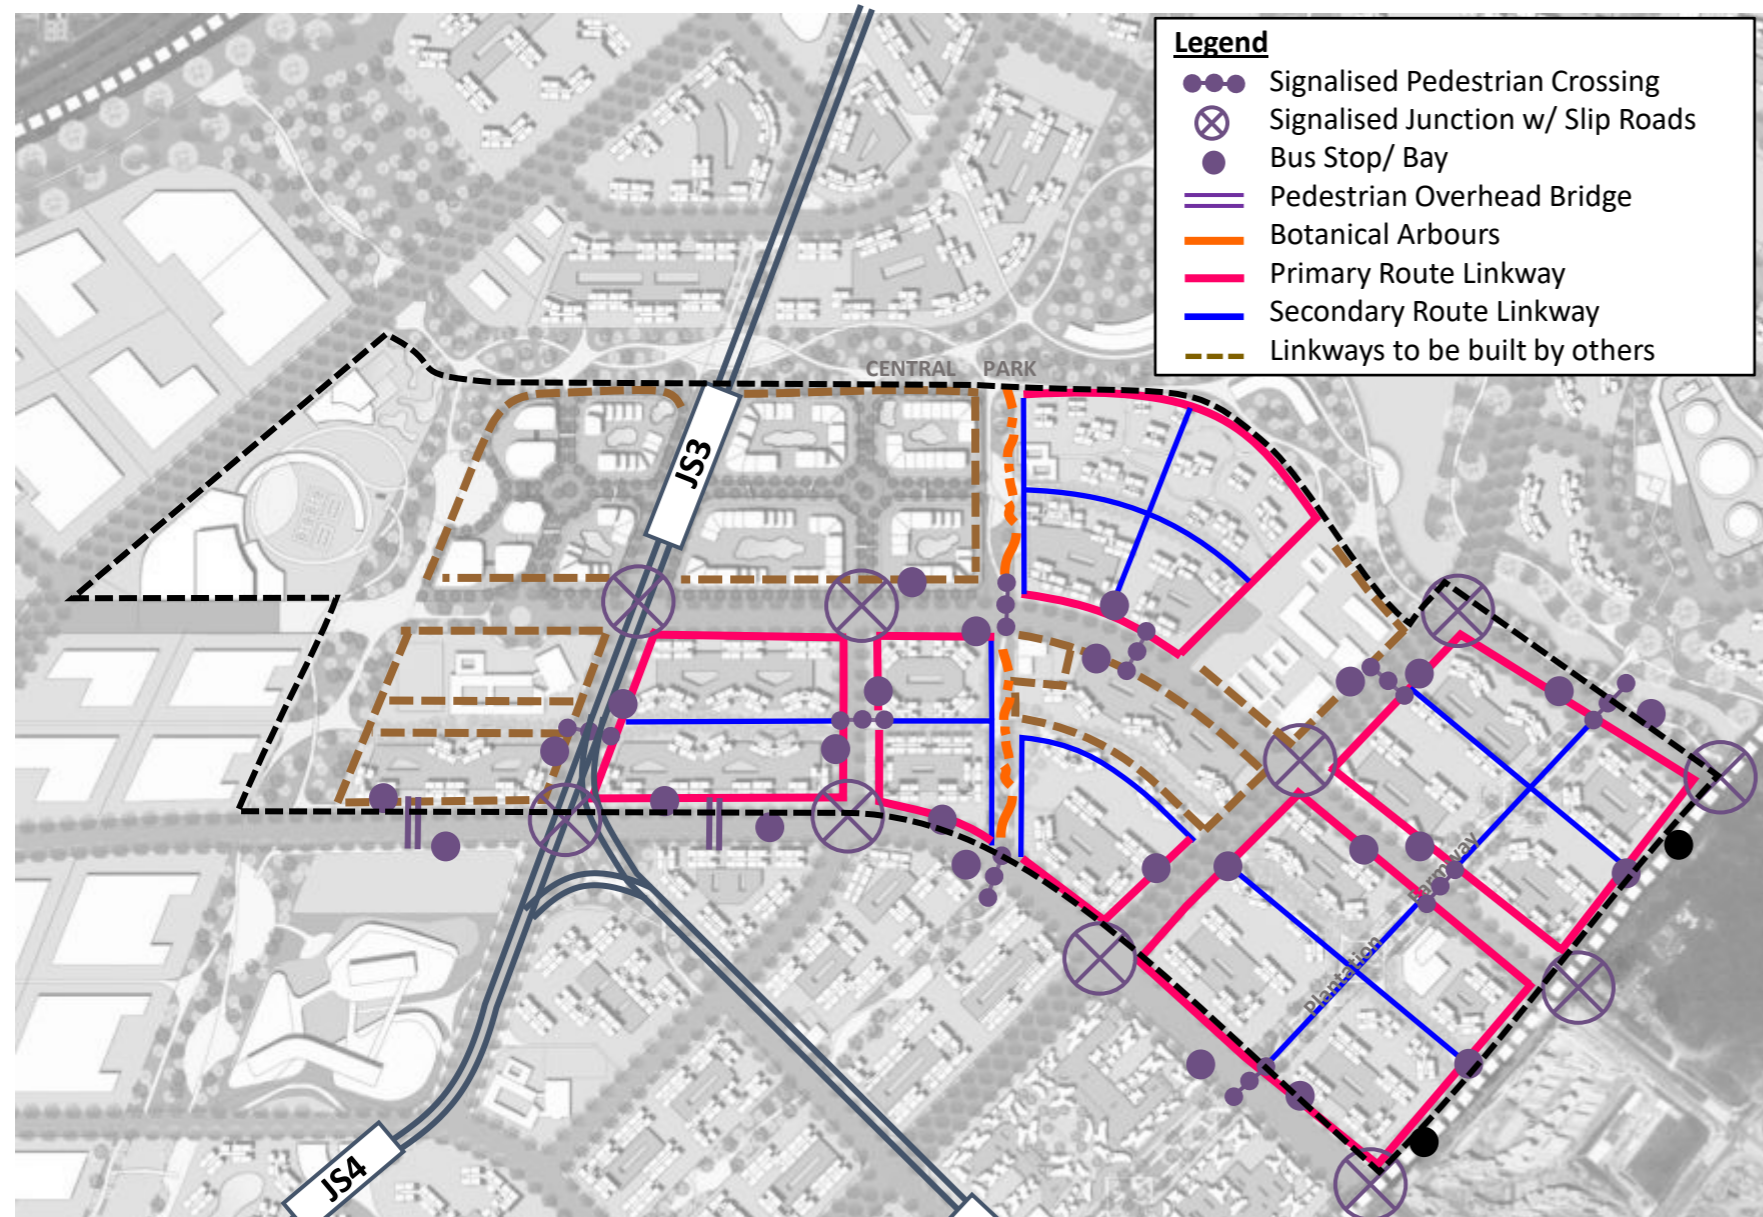 Legend
Signalised Pedestrian Crossing
Signalised Junction w/ Slip Roads
Bus Stop/ Bay
Pedestrian Overhead Bridge
Botanical Arbours
Primary Route Linkway
Secondary Route Linkway
Linkways to be built by others
CENTRAL PARK
JS3
Plantation Farmway
JS4